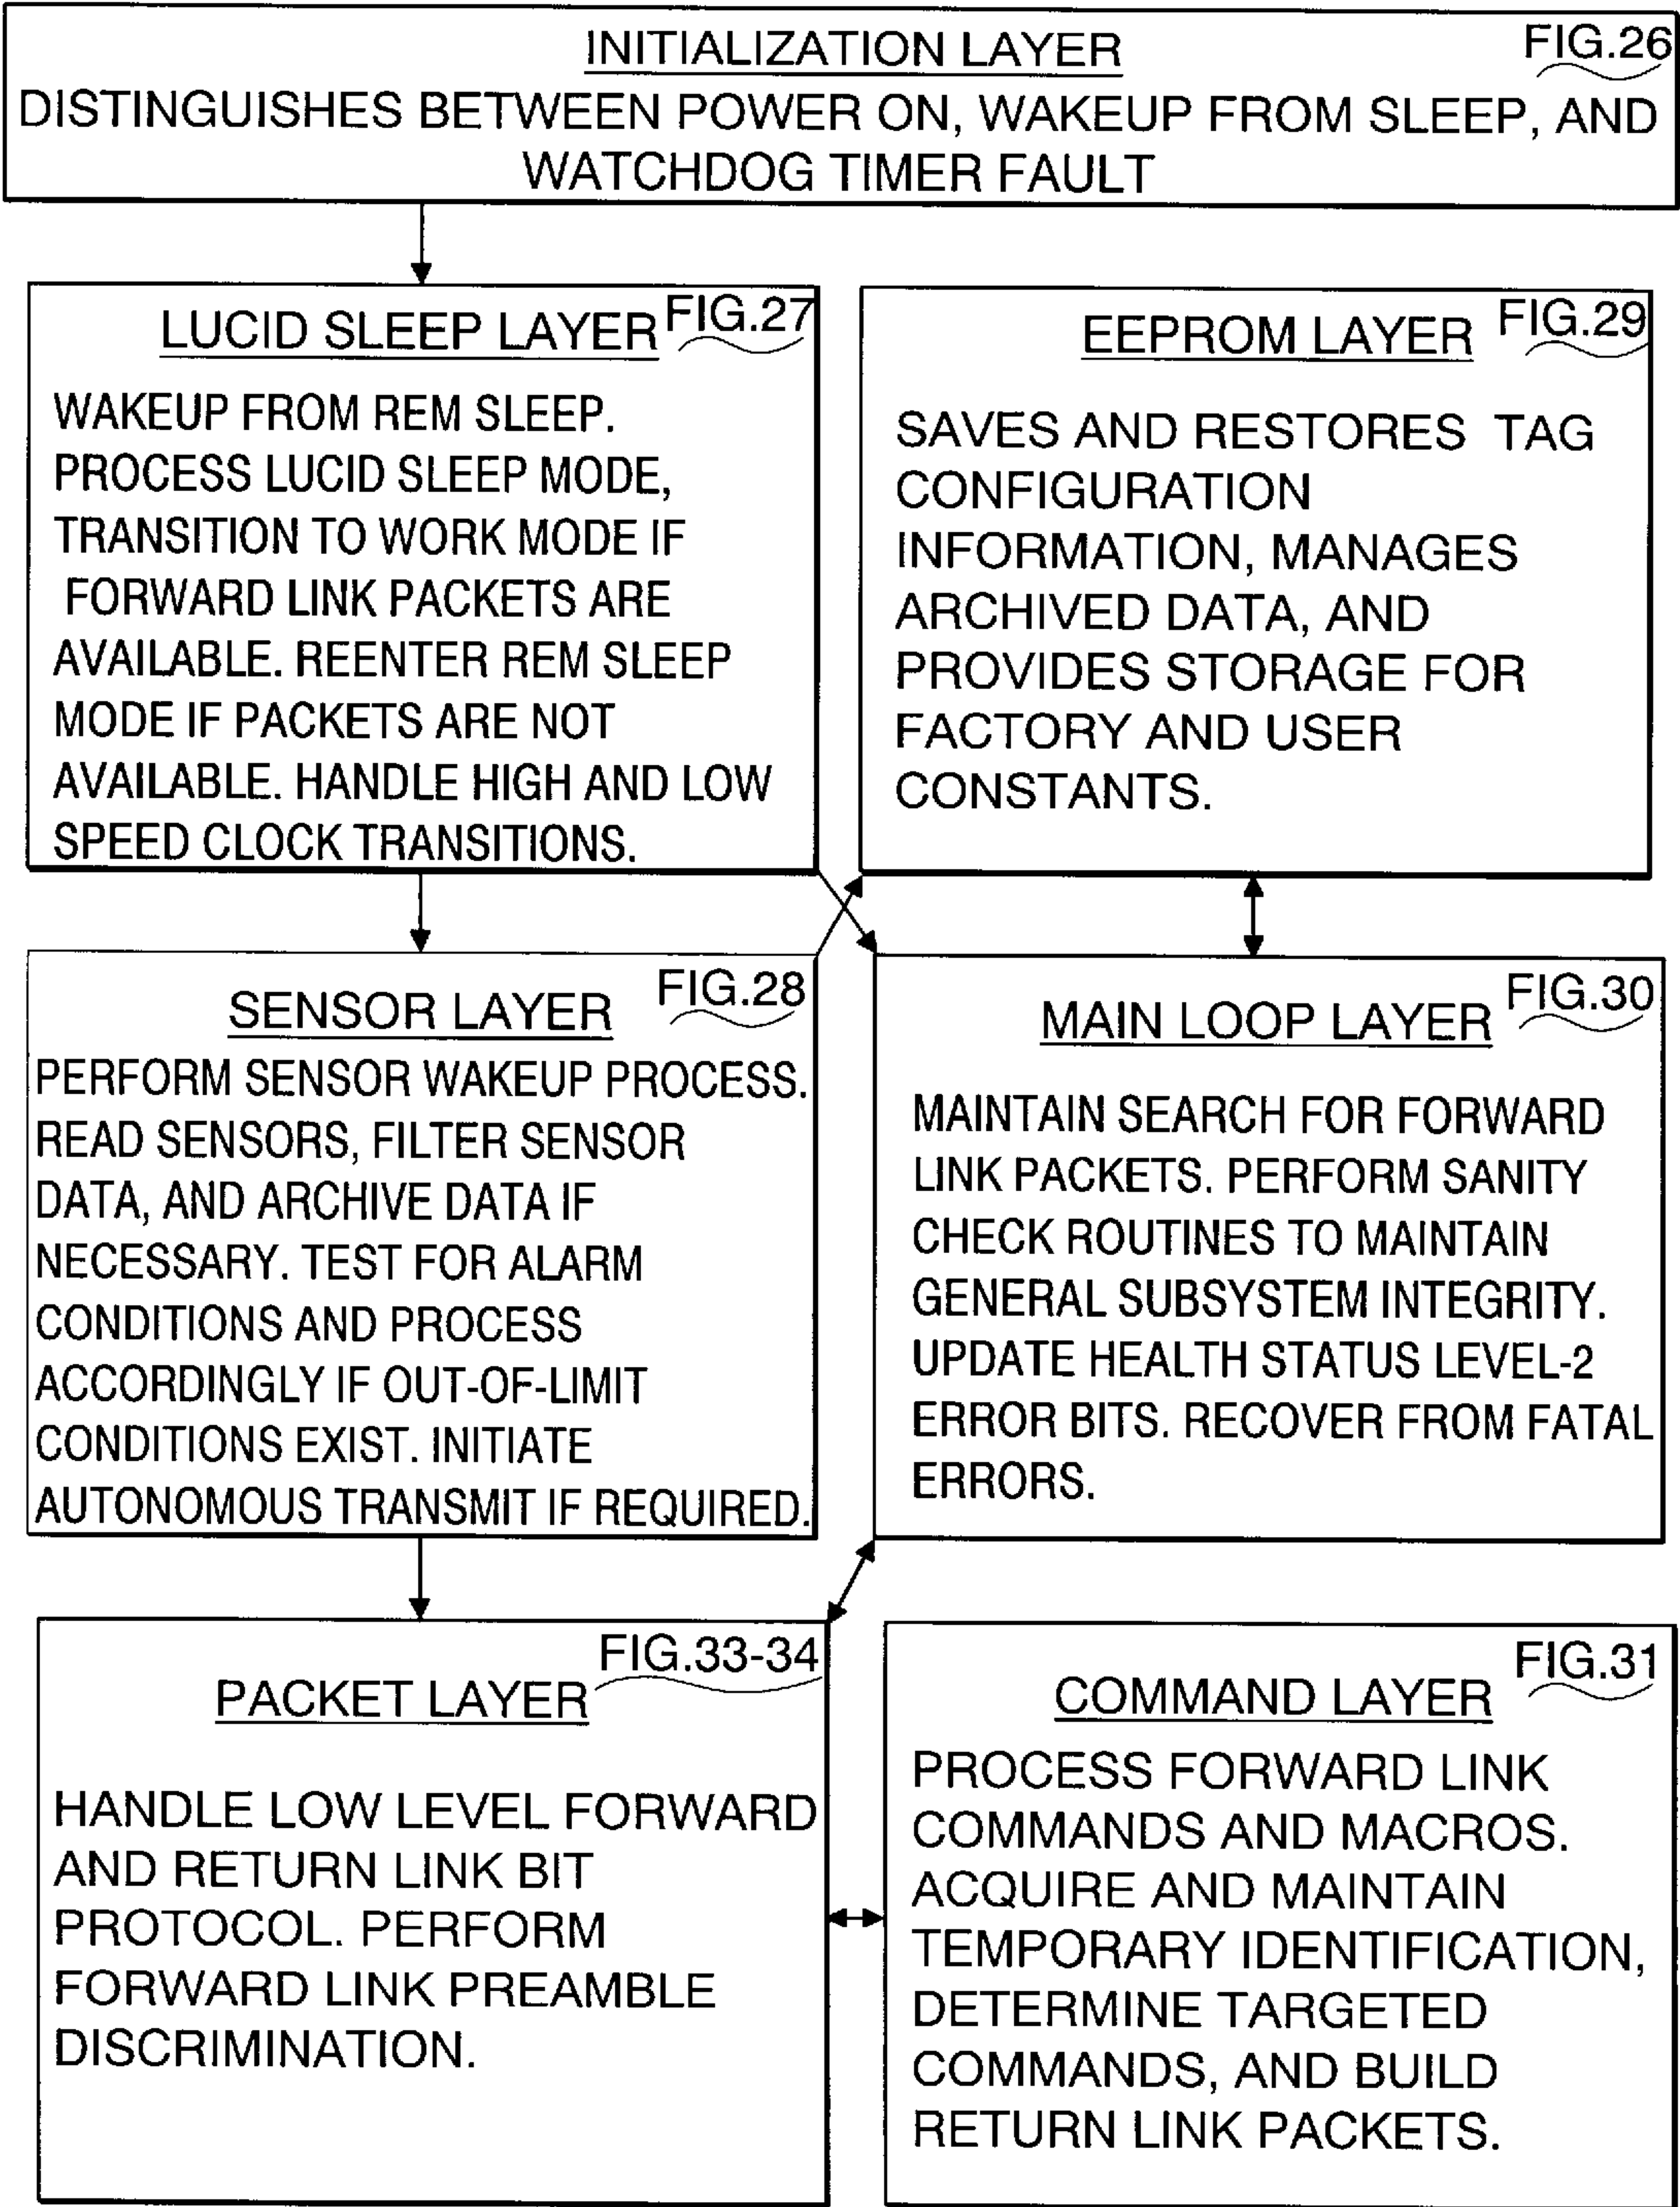 INITIALIZATION LAYER
FIG.26
DISTINGUISHES BETWEEN POWER ON, WAKEUP FROM SLEEP, AND
WATCHDOG TIMER FAULT
LUCID SLEEP LAYER
FIG.27
WAKEUP FROM REM SLEEP.
PROCESS LUCID SLEEP MODE,
TRANSITION TO WORK MODE IF
FORWARD LINK PACKETS ARE
AVAILABLE. REENTER REM SLEEP
MODE IF PACKETS ARE NOT
AVAILABLE. HANDLE HIGH AND LOW
SPEED CLOCK TRANSITIONS.
EEPROM LAYER
FIG.29
SAVES AND RESTORES TAG
CONFIGURATION
INFORMATION, MANAGES
ARCHIVED DATA, AND
PROVIDES STORAGE FOR
FACTORY AND USER
CONSTANTS.
SENSOR LAYER
FIG.28
PERFORM SENSOR WAKEUP PROCESS.
READ SENSORS, FILTER SENSOR
DATA, AND ARCHIVE DATA IF
NECESSARY. TEST FOR ALARM
CONDITIONS AND PROCESS
ACCORDINGLY IF OUT-OF-LIMIT
CONDITIONS EXIST. INITIATE
AUTONOMOUS TRANSMIT IF REQUIRED.
MAIN LOOP LAYER
FIG.30
MAINTAIN SEARCH FOR FORWARD
LINK PACKETS. PERFORM SANITY
CHECK ROUTINES TO MAINTAIN
GENERAL SUBSYSTEM INTEGRITY.
UPDATE HEALTH STATUS LEVEL-2
ERROR BITS. RECOVER FROM FATAL
ERRORS.
PACKET LAYER
FIG.33-34
HANDLE LOW LEVEL FORWARD
AND RETURN LINK BIT
PROTOCOL. PERFORM
FORWARD LINK PREAMBLE
DISCRIMINATION.
COMMAND LAYER
FIG.31
PROCESS FORWARD LINK
COMMANDS AND MACROS.
ACQUIRE AND MAINTAIN
TEMPORARY IDENTIFICATION,
DETERMINE TARGETED
COMMANDS, AND BUILD
RETURN LINK PACKETS.